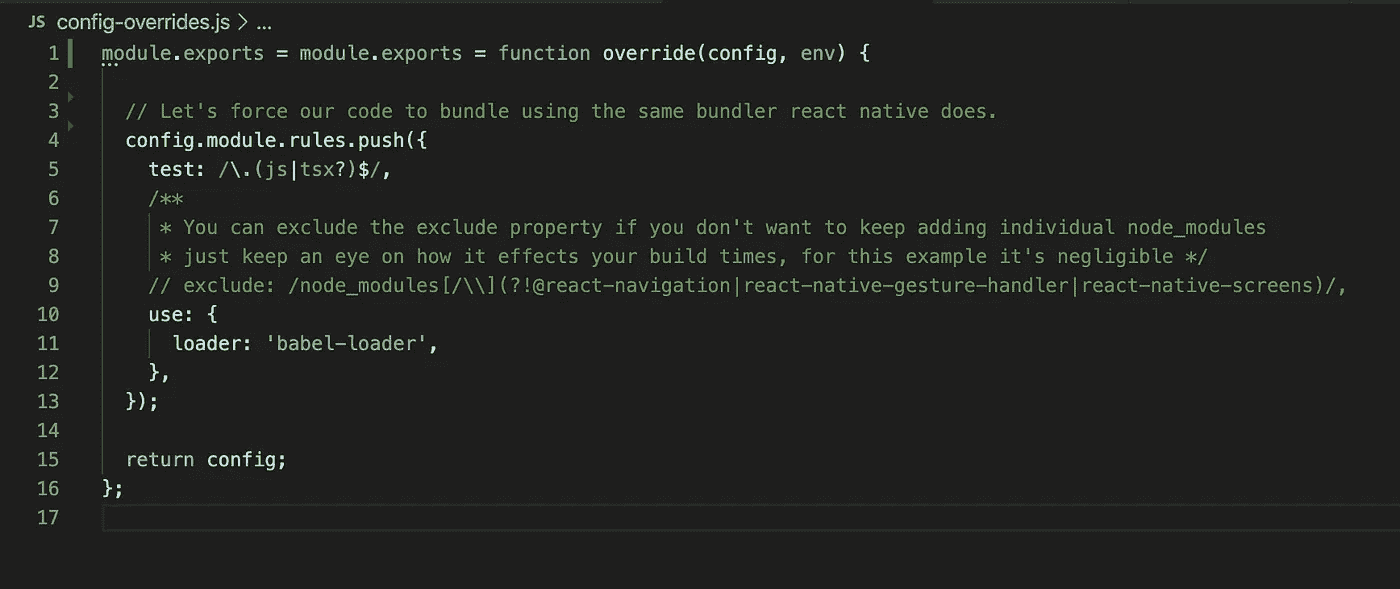 JS config-overrides.js > ...
1 module.exports = module.exports = function override(config, env) {
2
3 // Let's force our code to bundle using the same bundler react native does.
4 config.module.rules.push({
5 test: /\.(js|tsx?)$/,
6 /**
7 * You can exclude the exclude property if you don't want to keep adding individual node_modules
8 * just keep an eye on how it effects your build times, for this example it's negligible */
9 // exclude: /node_modules[/\\](?!@react-navigation|react-native-gesture-handler|react-native-screens)/,
10 use: {
11 loader: 'babel-loader',
12 },
13 });
14
15 return config;
16 };
17